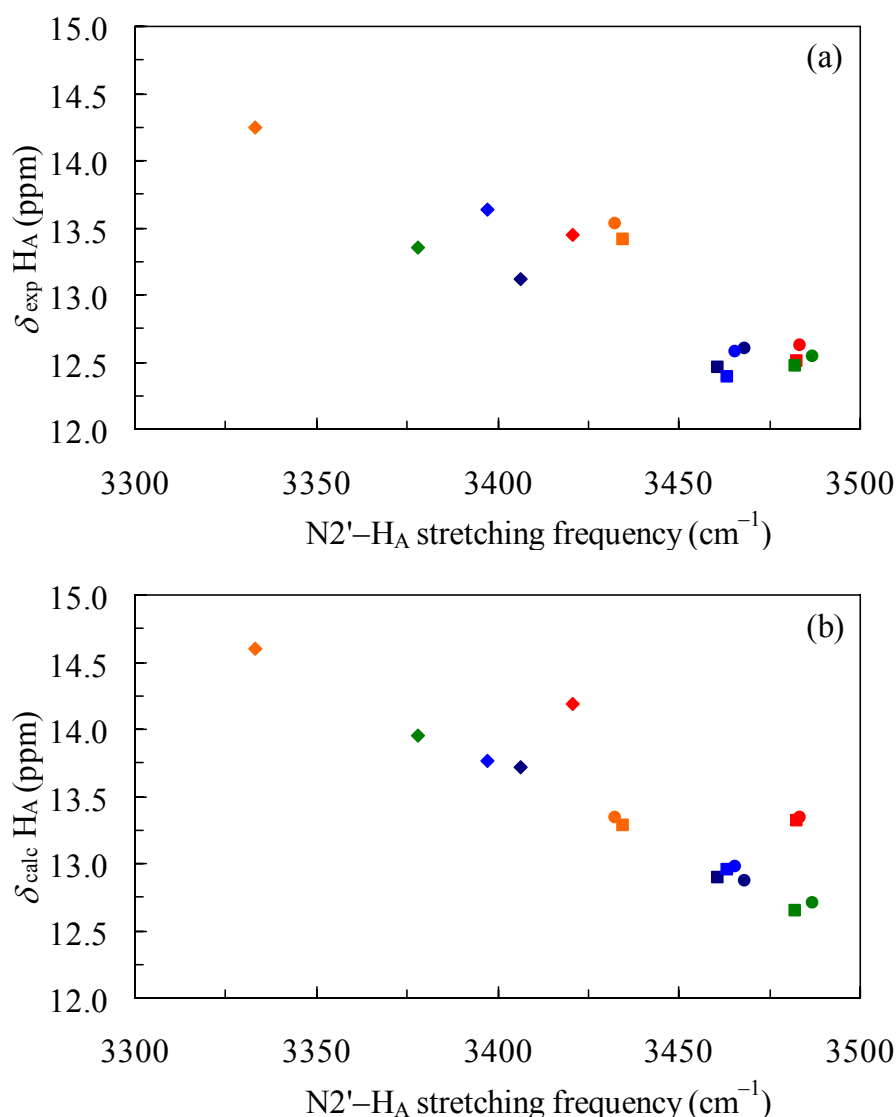 (a)
15.0
14.5
14.0
13.5
13.0
12.5
12.0
δexp HA (ppm)
3300 3350 3400 3450 3500
N2'–HA stretching frequency (cm−1)
(b)
15.0
14.5
14.0
13.5
13.0
12.5
12.0
δcalc HA (ppm)
3300 3350 3400 3450 3500
N2'–HA stretching frequency (cm−1)